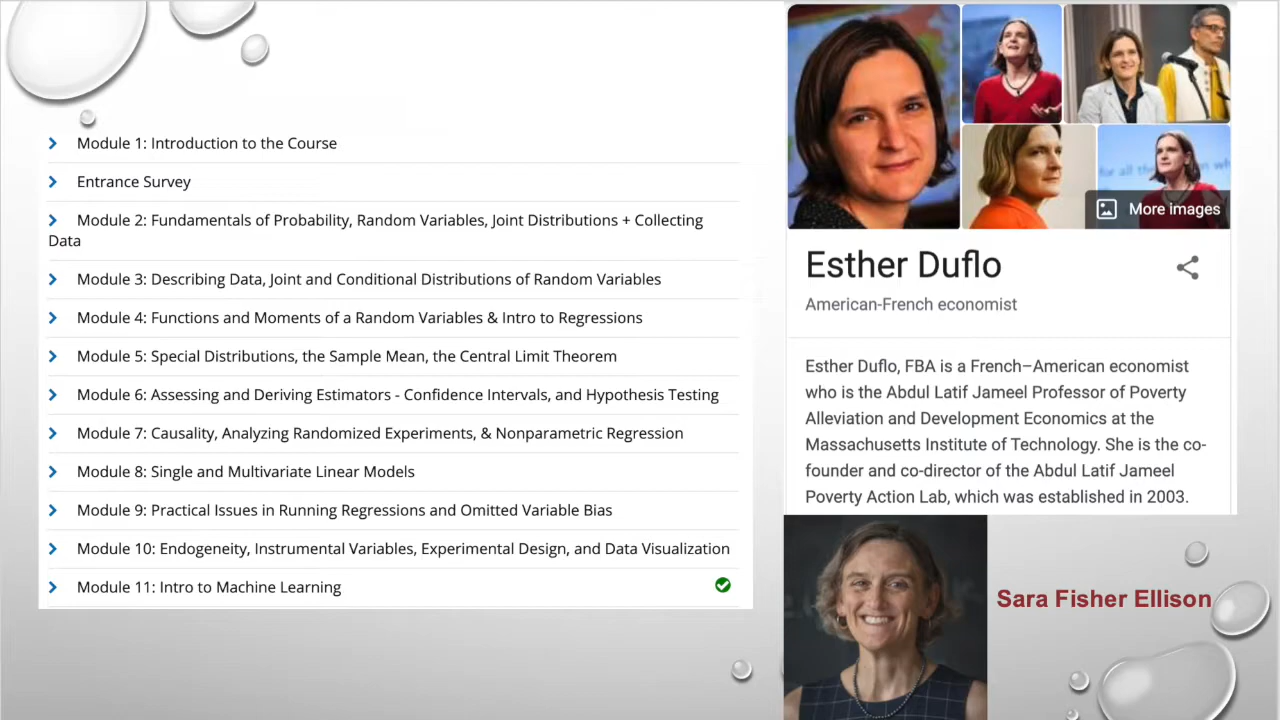 Module 1: Introduction to the Course
Entrance Survey
Module 2: Fundamentals of Probability, Random Variables, Joint Distributions + Collecting
Data
Module 3: Describing Data, Joint and Conditional Distributions of Random Variables
Module 4: Functions and Moments of a Random Variables & Intro to Regressions
Module 5: Special Distributions, the Sample Mean, the Central Limit Theorem
Module 6: Assessing and Deriving Estimators - Confidence Intervals, and Hypothesis Testing
Module 7: Causality, Analyzing Randomized Experiments, & Nonparametric Regression
Module 8: Single and Multivariate Linear Models
Module 9: Practical Issues in Running Regressions and Omitted Variable Bias
Module 10: Endogeneity, Instrumental Variables, Experimental Design, and Data Visualization
Module 11: Intro to Machine Learning
for all the
More images
Esther Duflo
American-French economist
Esther Duflo, FBA is a French–American economist
who is the Abdul Latif Jameel Professor of Poverty
Alleviation and Development Economics at the
Massachusetts Institute of Technology. She is the co-
founder and co-director of the Abdul Latif Jameel
Poverty Action Lab, which was established in 2003.
Sara Fisher Ellison